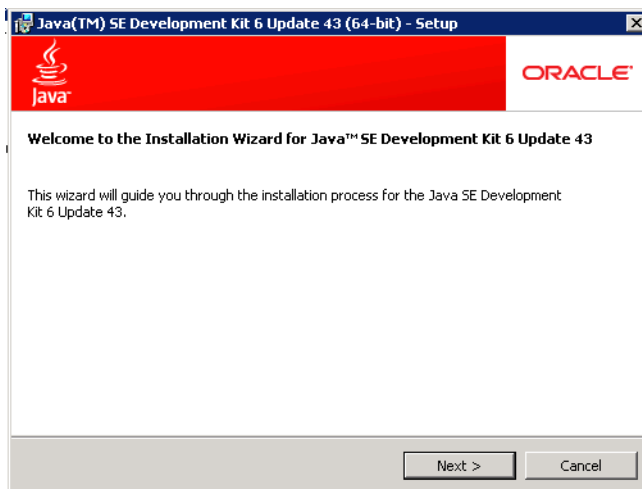 Java(TM) SE Development Kit 6 Update 43 (64-bit) - Setup
Java™
ORACLE®
Welcome to the Installation Wizard for Java™ SE Development Kit 6 Update 43
This wizard will guide you through the installation process for the Java SE Development
Kit 6 Update 43.
Next >
Cancel